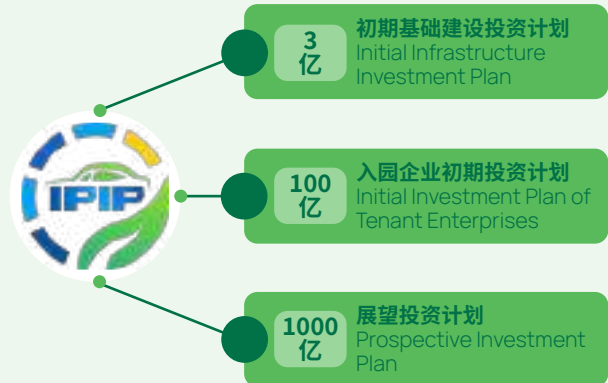 3
亿
初期基础建设投资计划
Initial Infrastructure
Investment Plan
IPIP
100
亿
入园企业初期投资计划
Initial Investment Plan of
Tenant Enterprises
1000
亿
展望投资计划
Prospective Investment
Plan